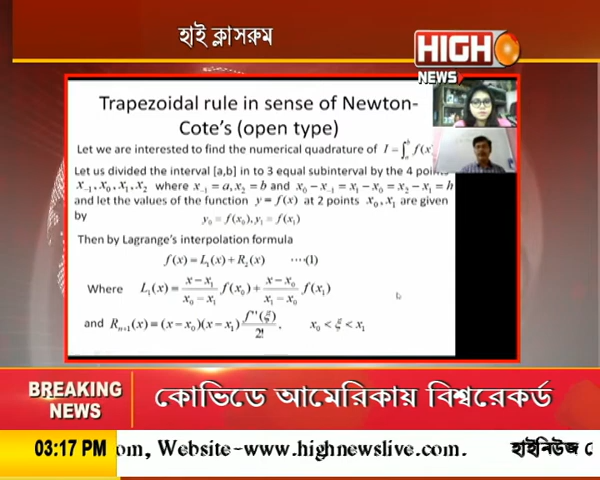 হাই ক্লাসরুম
HIGH
NEWS
Trapezoidal rule in sense of Newton-
Cote's (open type)
Let we are interested to find the numerical quadrature of I = ∫ₐᵇ f(x)
Let us divided the interval [a,b] in to 3 equal subinterval by the 4 points
x₋₁, x₀, x₁, x₂ where x₋₁ = a, x₂ = b and x₀ − x₋₁ = x₁ − x₀ = x₂ − x₁ = h
and let the values of the function y = f(x) at 2 points x₀, x₁ are given
by y₀ = f(x₀), y₁ = f(x₁)
Then by Lagrange's interpolation formula
f(x) = L₁(x) + R₂(x) ....(1)
Where L₁(x) = (x − x₁)/(x₀ − x₁) f(x₀) + (x − x₀)/(x₁ − x₀) f(x₁)
and Rₙ₊₁(x) = (x − x₀)(x − x₁) f''(ξ)/2!, x₀ < ξ < x₁
BREAKING
NEWS
কোভিডে আমেরিকায় বিশ্বরেকর্ড
03:17 PM om, Website-www.highnewslive.com. হাইনিউজ